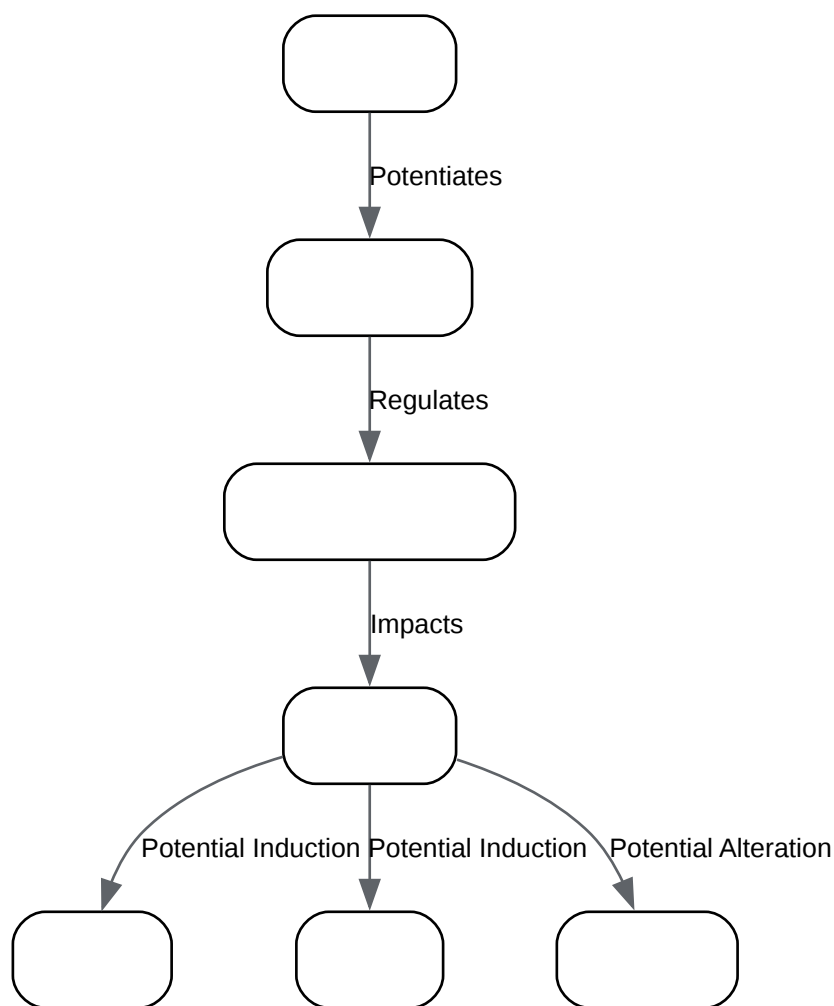 Potentiates
Regulates
Impacts
Potential Induction
Potential Induction
Potential Alteration